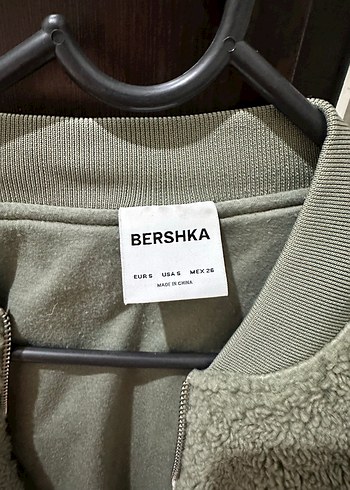 BERSHKA
EUR S USA S MEX 26
MADE IN CHINA